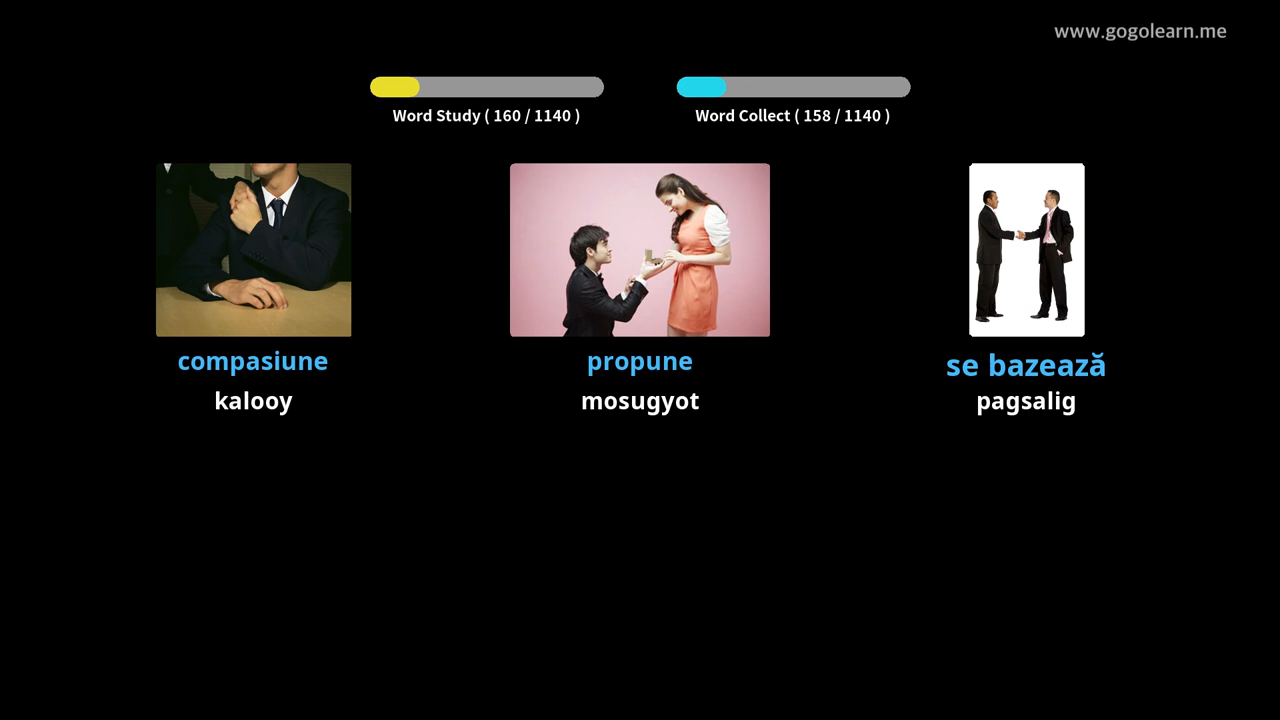 www.gogolearn.me
Word Study ( 160 / 1140 )
Word Collect ( 158 / 1140 )
compasiune
kalooy
propune
mosugyot
se bazează
pagsalig